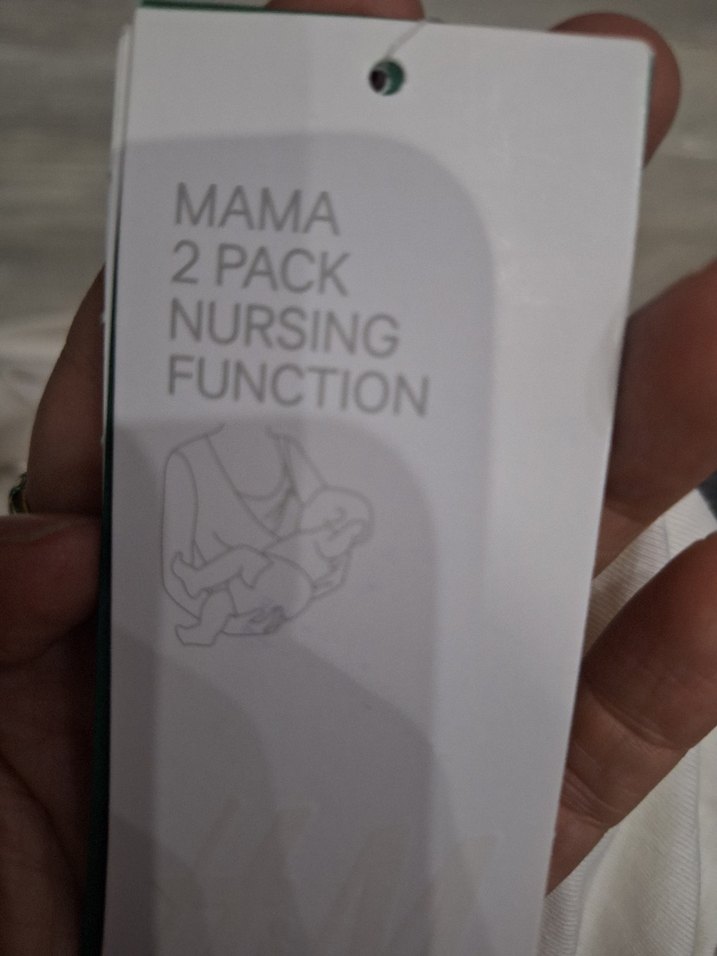 MAMA
2 PACK
NURSING
FUNCTION